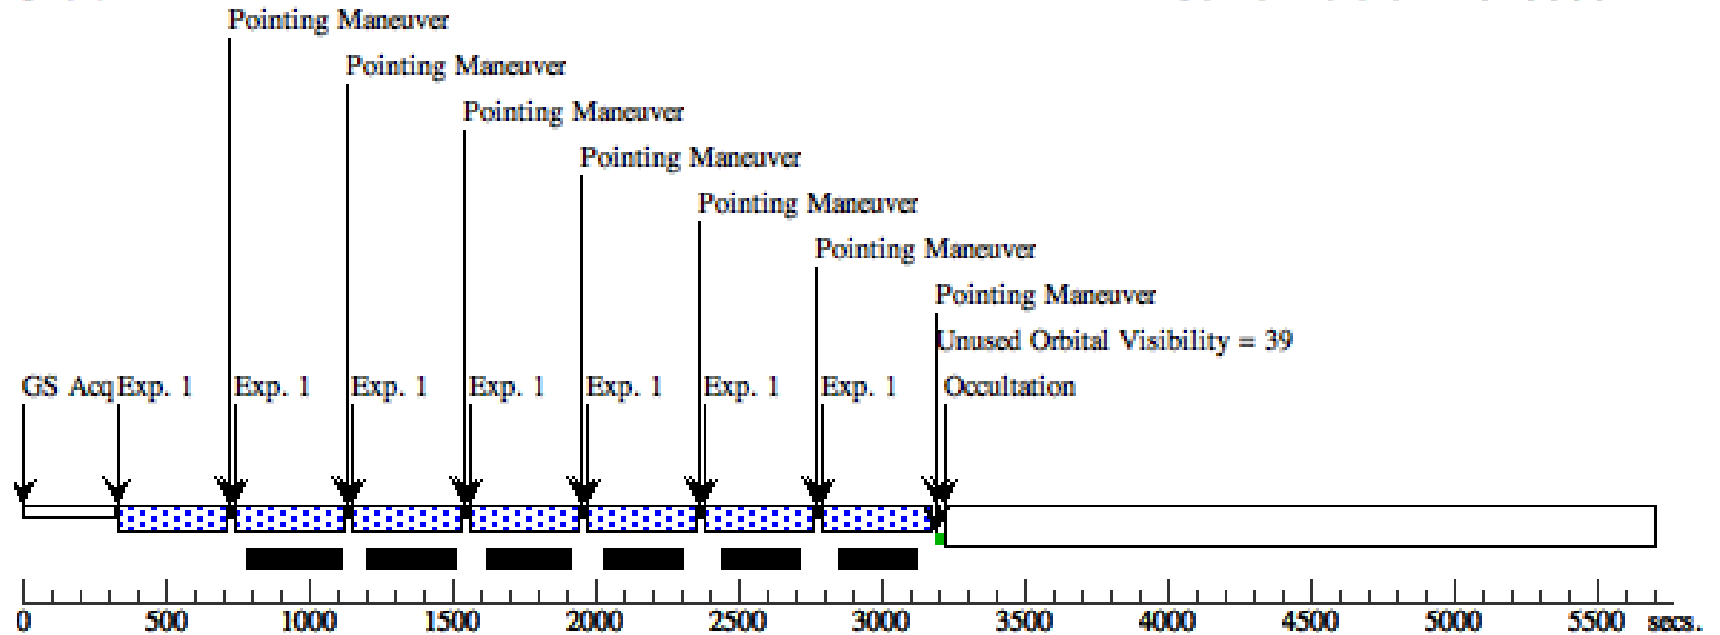 Pointing Maneuver
Pointing Maneuver
Pointing Maneuver
Pointing Maneuver
Pointing Maneuver
Pointing Maneuver
Pointing Maneuver
Unused Orbital Visibility = 39
GS Acq Exp. 1 Exp. 1 Exp. 1 Exp. 1 Exp. 1 Exp. 1 Exp. 1 Occultation
0 500 1000 1500 2000 2500 3000 3500 4000 4500 5000 5500 secs.